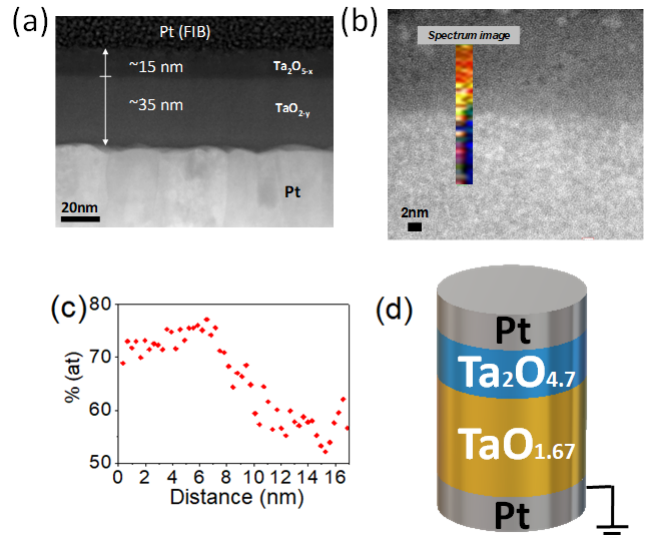 (a)
Pt (FIB)
~15 nm
Ta₂O₅₋ₓ
~35 nm
TaO₂₋ᵧ
Pt
20nm
(b)
Spectrum image
2nm
(c)
80
70
60
50
% (at)
0 2 4 6 8 10 12 14 16
Distance (nm)
(d)
Pt
Ta₂O₄.₇
TaO₁.₆₇
Pt